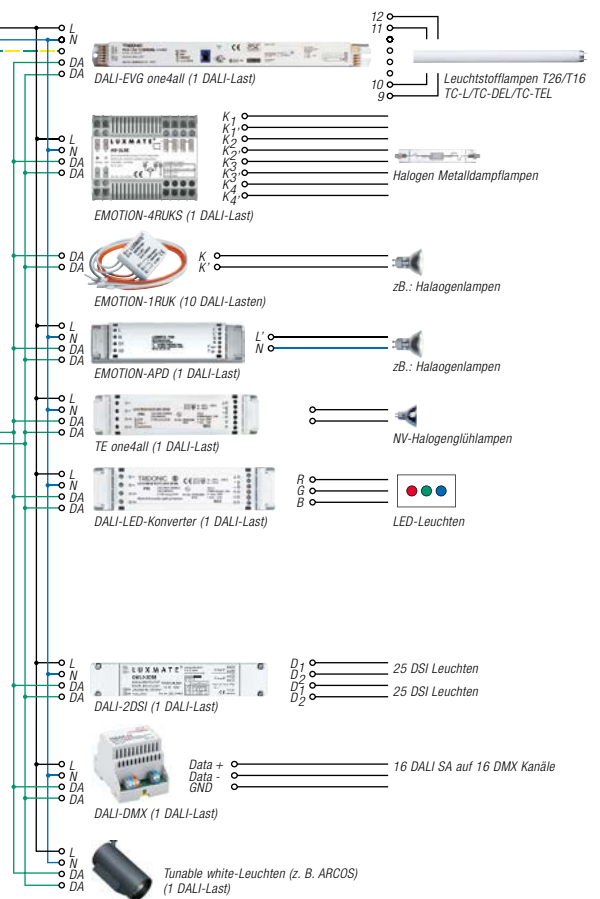 L
N
DA
DA
TRIDONIC
DALI-EVG one4all (1 DALI-Last)
12
11
10
9
Leuchtstofflampen T26/T16
TC-L/TC-DEL/TC-TEL
L
N
DA
DA
LUXMATE
EMOTION-4RUKS (1 DALI-Last)
K1
K1'
K2
K2'
K3
K3'
K4
K4'
Halogen Metalldampflampen
DA
DA
EMOTION-1RUK (10 DALI-Lasten)
K
K'
zB.: Halaogenlampen
L
N
DA
DA
EMOTION-APD (1 DALI-Last)
L'
N
zB.: Halaogenlampen
L
N
DA
DA
TE one4all (1 DALI-Last)
NV-Halogenglühlampen
L
N
DA
DA
TRIDONIC
DALI-LED-Konverter (1 DALI-Last)
R
G
B
LED-Leuchten
L
N
DA
DA
LUXMATE
DALI-2DSI (1 DALI-Last)
D1
D2
D1
D2
25 DSI Leuchten
25 DSI Leuchten
L
N
DA
DA
DALI-DMX (1 DALI-Last)
Data +
Data -
GND
16 DALI SA auf 16 DMX Kanäle
L
N
DA
DA
Tunable white-Leuchten (z. B. ARCOS)
(1 DALI-Last)